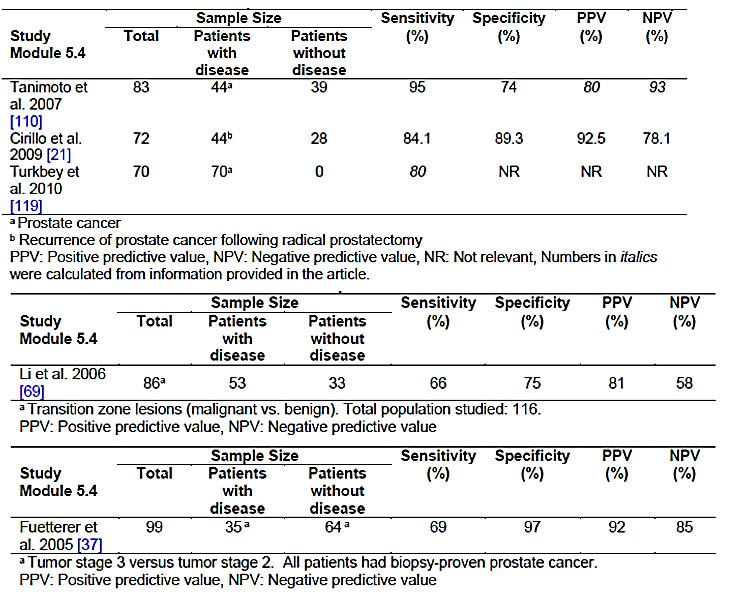 Sample Size Sensitivity Specificity PPV NPV
Study Total Patients Patients (%) (%) (%) (%)
Module 5.4 with without
disease disease
Tanimoto et 83 44a 39 95 74 80 93
al. 2007
[110]
Cirillo et al. 72 44b 28 84.1 89.3 92.5 78.1
2009 [21]
Turkbey et 70 70a 0 80 NR NR NR
al. 2010
[119]
a Prostate cancer
b Recurrence of prostate cancer following radical prostatectomy
PPV: Positive predictive value, NPV: Negative predictive value, NR: Not relevant, Numbers in italics
were calculated from information provided in the article.
Sample Size Sensitivity Specificity PPV NPV
Study Total Patients Patients (%) (%) (%) (%)
Module 5.4 with without
disease disease
Li et al. 2006 86a 53 33 66 75 81 58
[69]
a Transition zone lesions (malignant vs. benign). Total population studied: 116.
PPV: Positive predictive value, NPV: Negative predictive value
Sample Size Sensitivity Specificity PPV NPV
Study Total Patients Patients (%) (%) (%) (%)
Module 5.4 with without
disease disease
Fuetterer et 99 35 a 64 a 69 97 92 85
al. 2005 [37]
a Tumor stage 3 versus tumor stage 2. All patients had biopsy-proven prostate cancer.
PPV: Positive predictive value, NPV: Negative predictive value